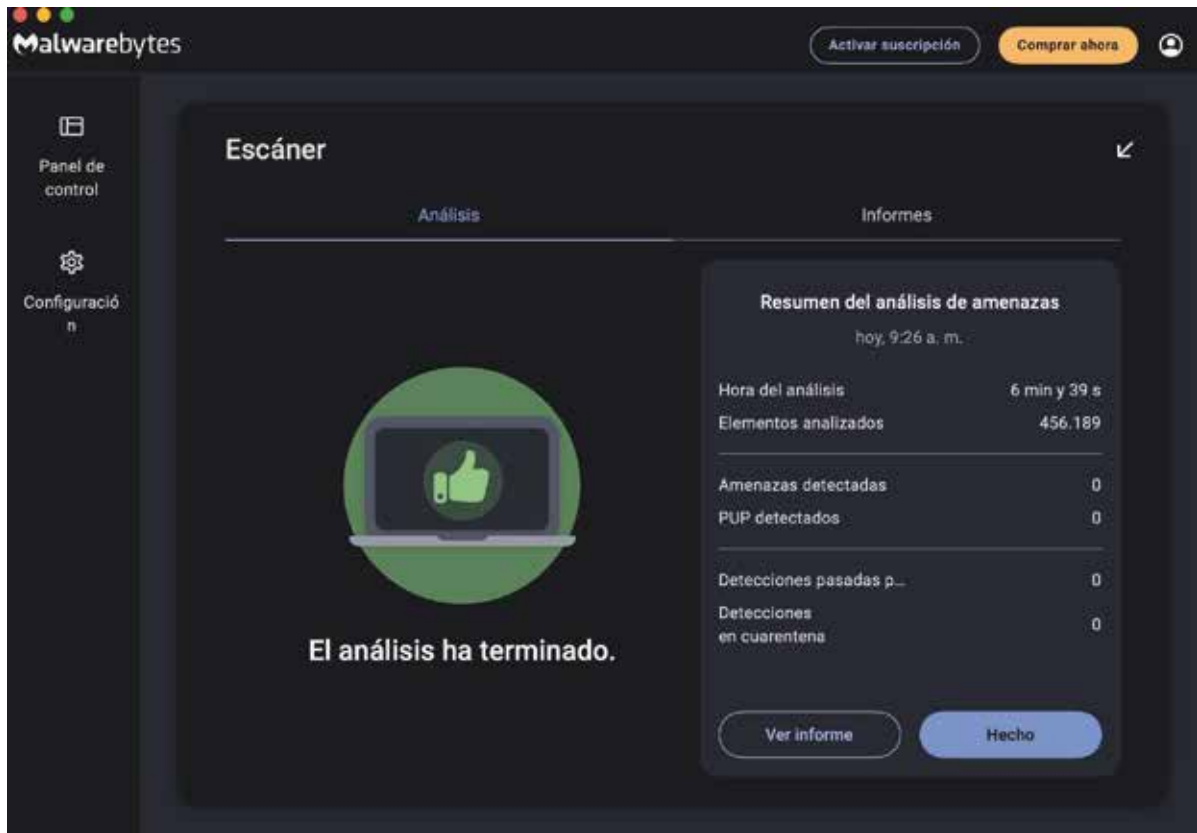 Malwarebytes
Activar suscripción
Comprar ahora
Panel de
control
Configuració
n
Escáner
Análisis
Informes
El análisis ha terminado.
Resumen del análisis de amenazas
hoy, 9:26 a. m.
Hora del análisis 6 min y 39 s
Elementos analizados 456.189
Amenazas detectadas 0
PUP detectados 0
Detecciones pasadas p... 0
Detecciones
en cuarentena 0
Ver informe
Hecho